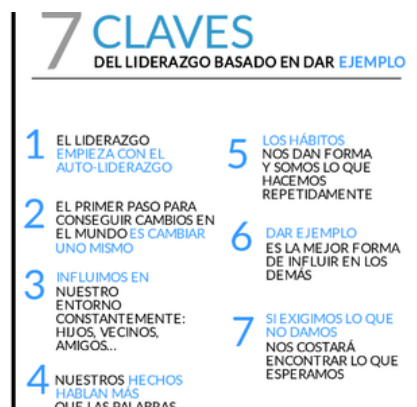 7 CLAVES
DEL LIDERAZGO BASADO EN DAR EJEMPLO
1 EL LIDERAZGO
EMPIEZA CON EL
AUTO-LIDERAZGO
2 EL PRIMER PASO PARA
CONSEGUIR CAMBIOS EN
EL MUNDO ES CAMBIAR
UNO MISMO
3 INFLUIMOS EN
NUESTRO
ENTORNO
CONSTANTEMENTE:
HIJOS, VECINOS,
AMIGOS...
4 NUESTROS HECHOS
HABLAN MÁS
QUE LAS PALABRAS
5 LOS HÁBITOS
NOS DAN FORMA
Y SOMOS LO QUE
HACEMOS
REPETIDAMENTE
6 DAR EJEMPLO
ES LA MEJOR FORMA
DE INFLUIR EN LOS
DEMÁS
7 SI EXIGIMOS LO QUE
NO DAMOS
NOS COSTARÁ
ENCONTRAR LO QUE
ESPERAMOS